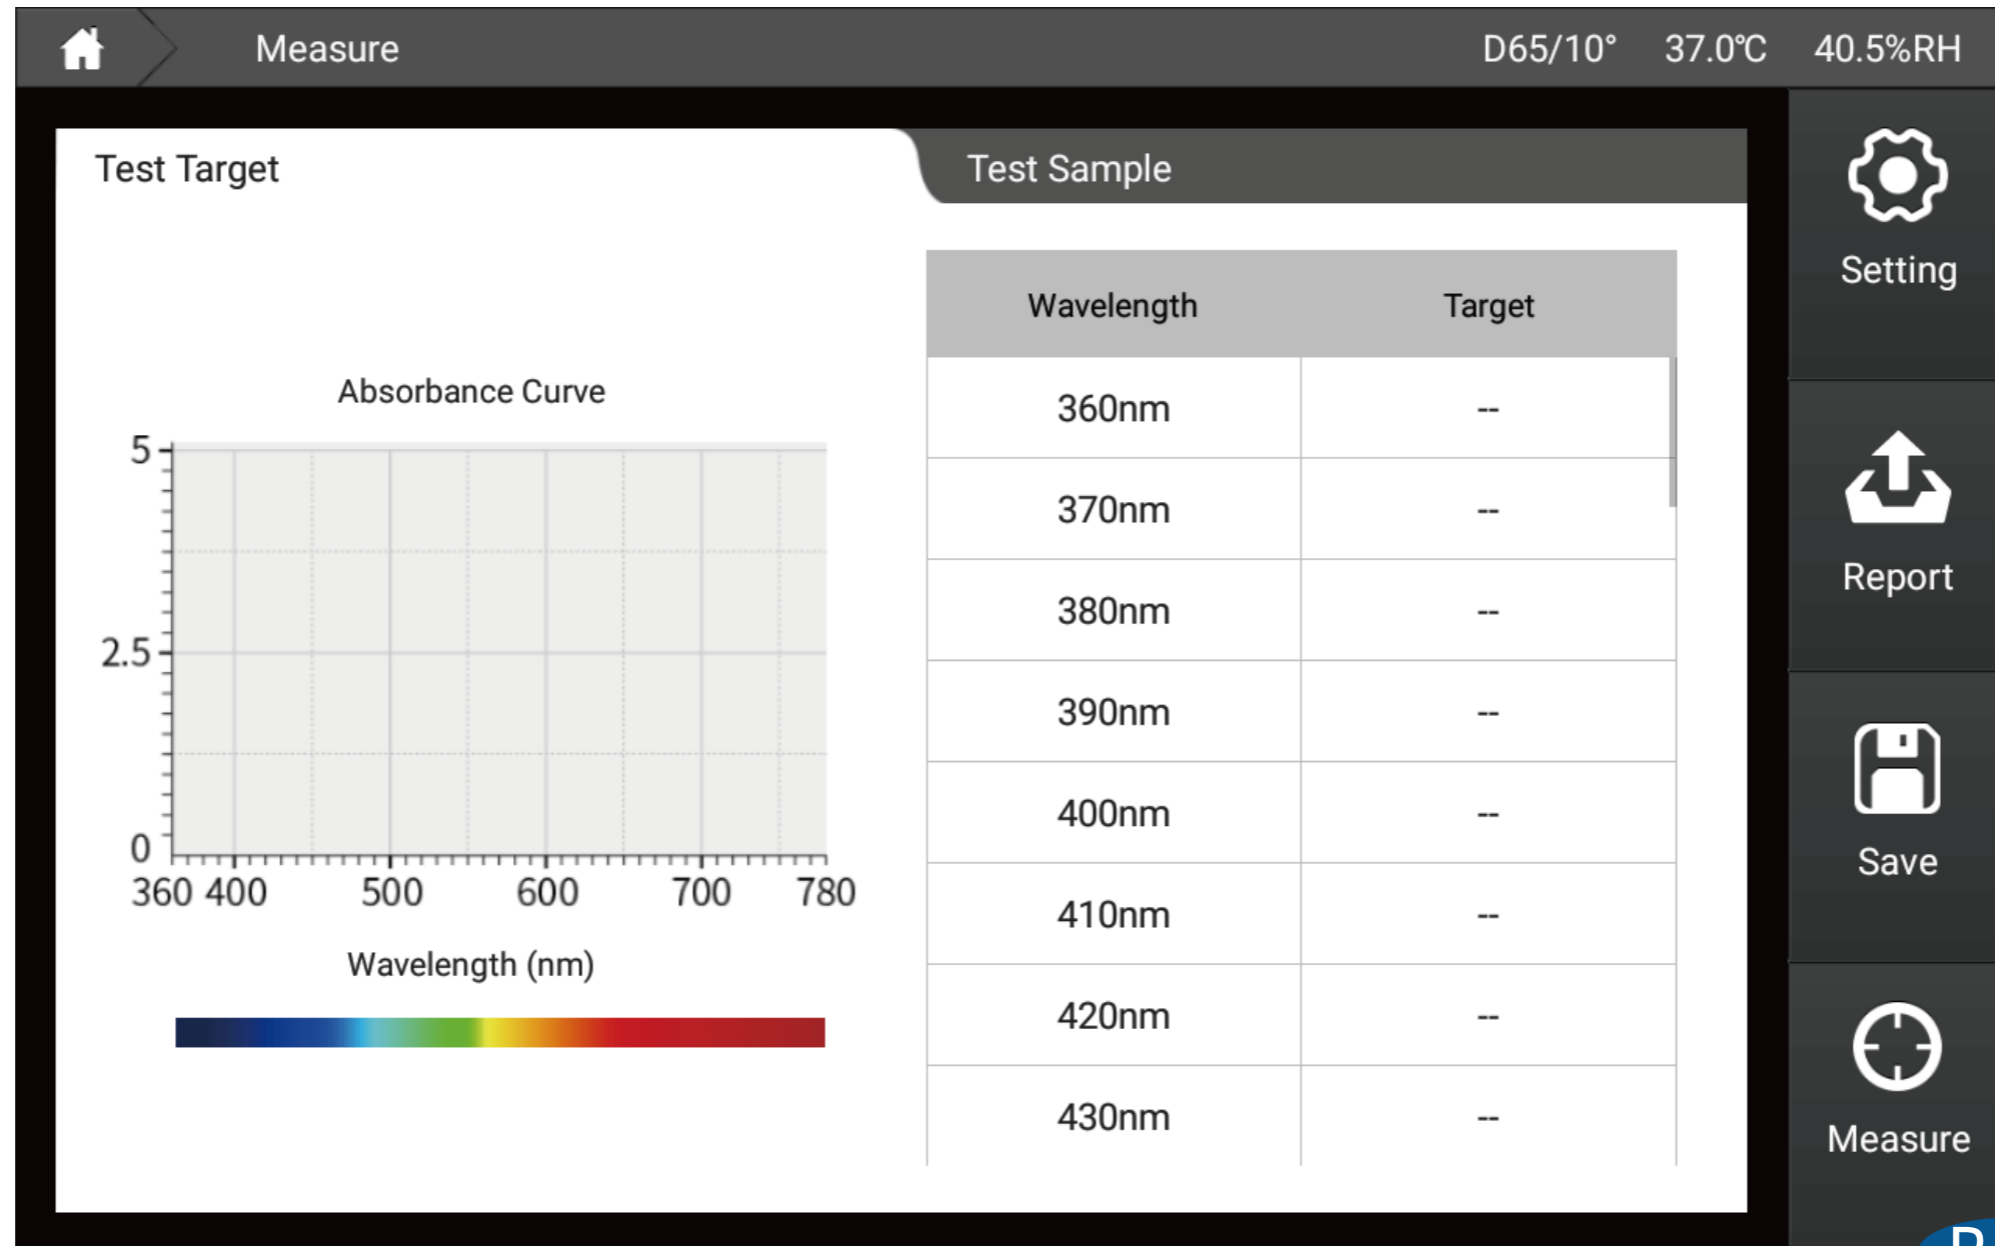 Measure
D65/10° 37.0℃ 40.5%RH
Test Target
Test Sample
Absorbance Curve
5
2.5
0
360 400 500 600 700 780
Wavelength (nm)
Wavelength Target
360nm --
370nm --
380nm --
390nm --
400nm --
410nm --
420nm --
430nm --
Setting
Report
Save
Measure